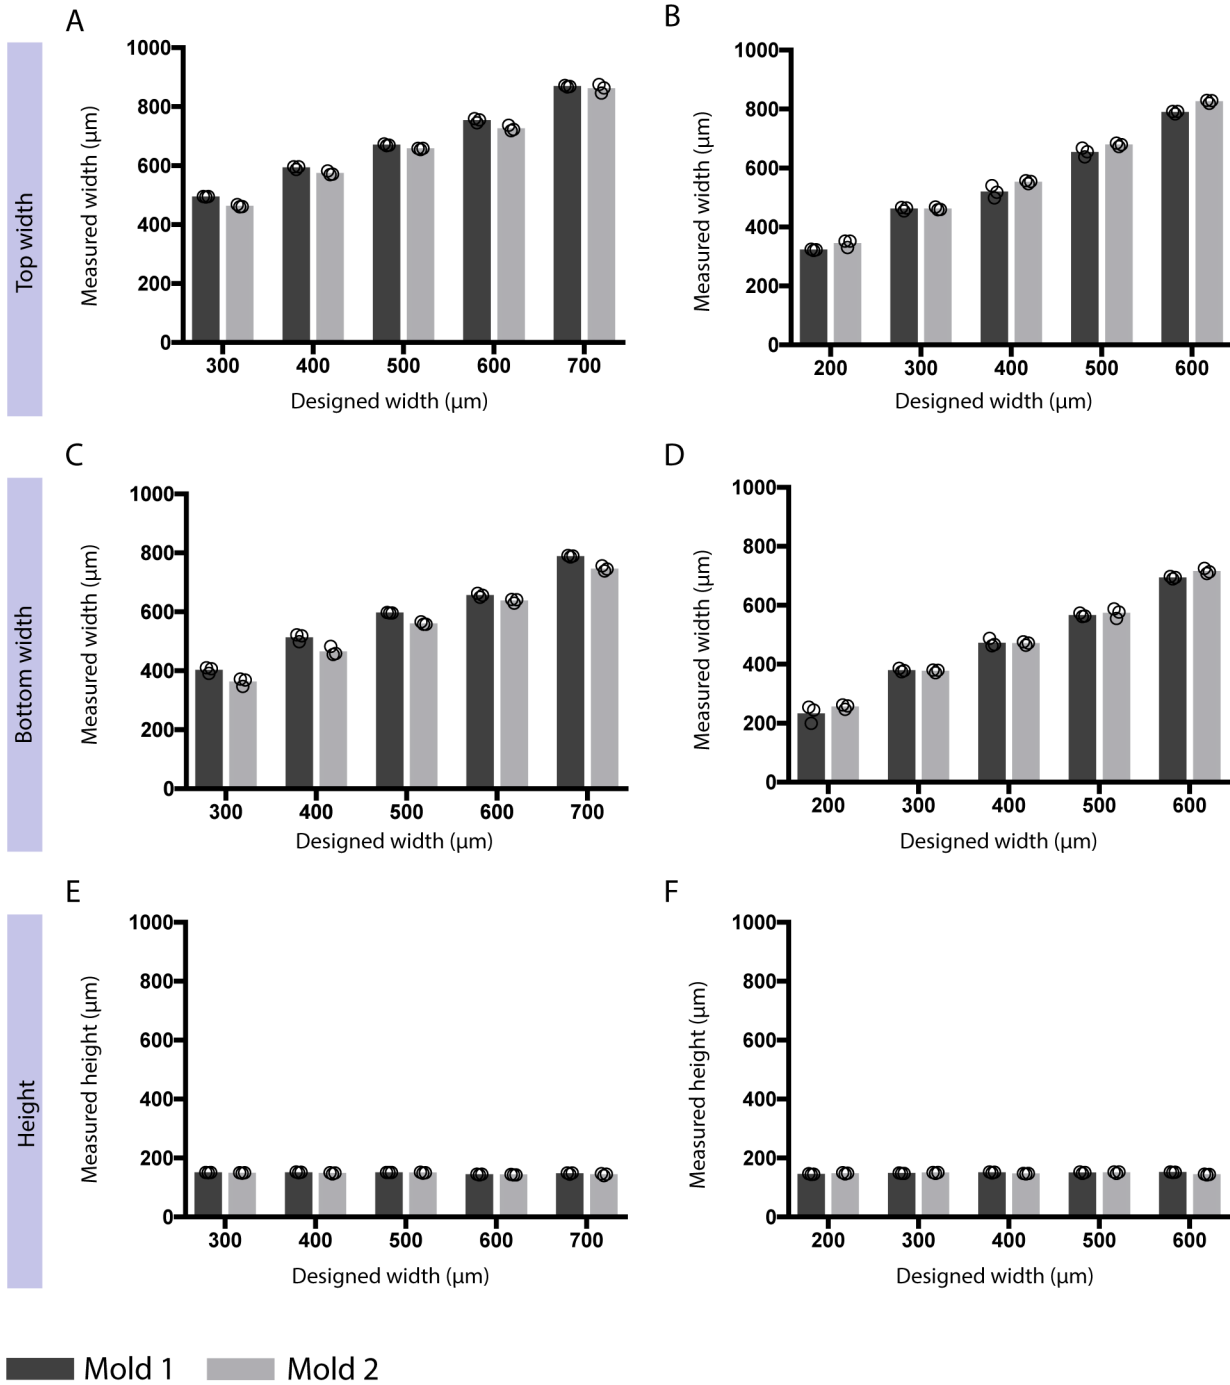 A
B
Top width
Measured width (µm)
1000
800
600
400
200
0
300 400 500 600 700
Designed width (µm)
Measured width (µm)
1000
800
600
400
200
0
200 300 400 500 600
Designed width (µm)
C
D
Bottom width
Measured width (µm)
1000
800
600
400
200
0
300 400 500 600 700
Designed width (µm)
Measured width (µm)
1000
800
600
400
200
0
200 300 400 500 600
Designed width (µm)
E
F
Height
Measured height (µm)
1000
800
600
400
200
0
300 400 500 600 700
Designed width (µm)
Measured height (µm)
1000
800
600
400
200
0
200 300 400 500 600
Designed width (µm)
Mold 1 Mold 2